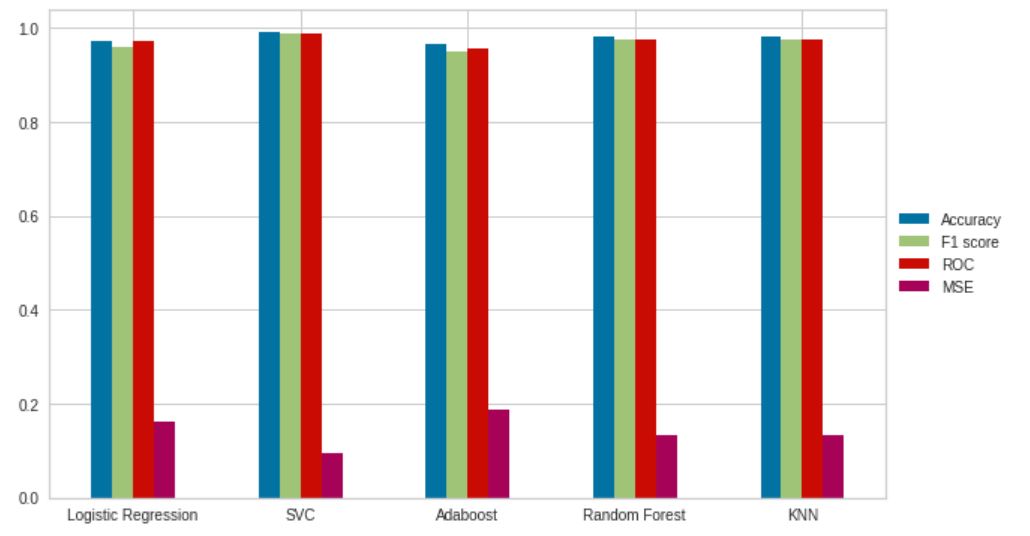 1.0
0.8
0.6
0.4
0.2
0.0
Logistic Regression SVC Adaboost Random Forest KNN
Accuracy
F1 score
ROC
MSE